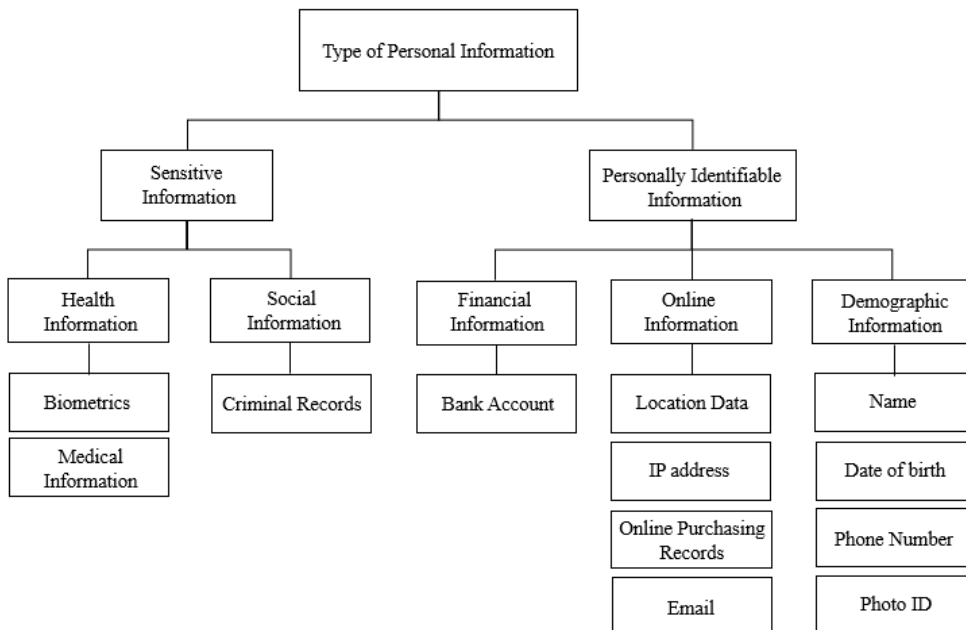 Type of Personal Information
Sensitive
Information
Personally Identifiable
Information
Health
Information
Social
Information
Financial
Information
Online
Information
Demographic
Information
Biometrics
Criminal Records
Bank Account
Location Data
Name
Medical
Information
IP address
Date of birth
Online Purchasing
Records
Phone Number
Email
Photo ID